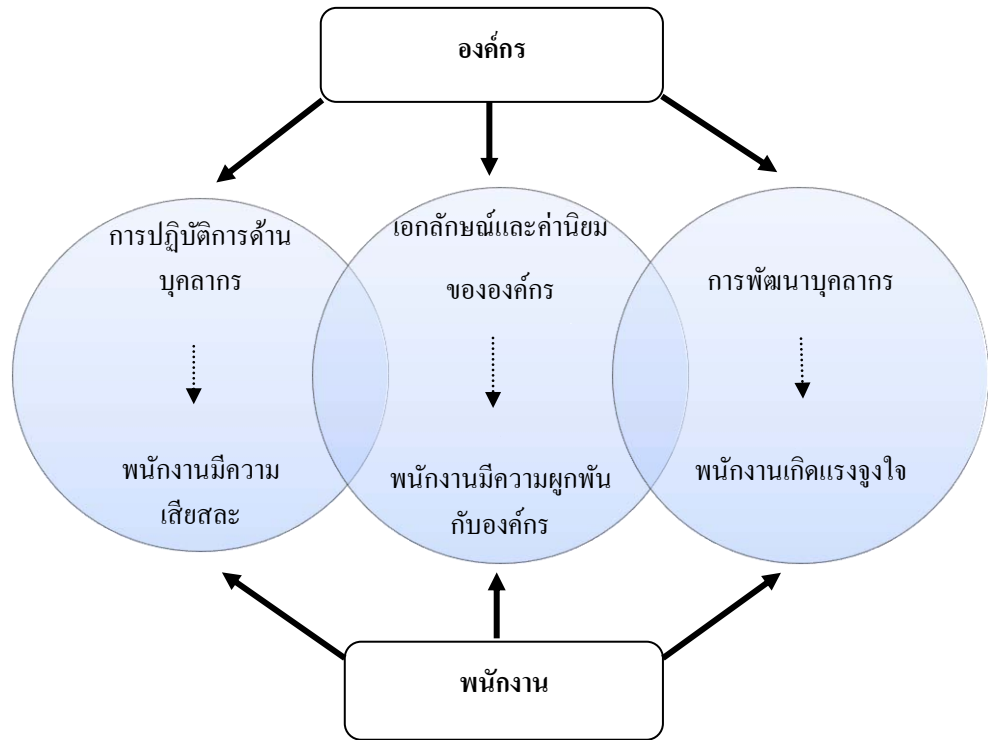 องค์กร
การปฏิบัติการด้าน
บุคลากร
พนักงานมีความ
เสียสละ
เอกลักษณ์และค่านิยม
ขององค์กร
พนักงานมีความผูกพัน
กับองค์กร
การพัฒนาบุคลากร
พนักงานเกิดแรงจูงใจ
พนักงาน